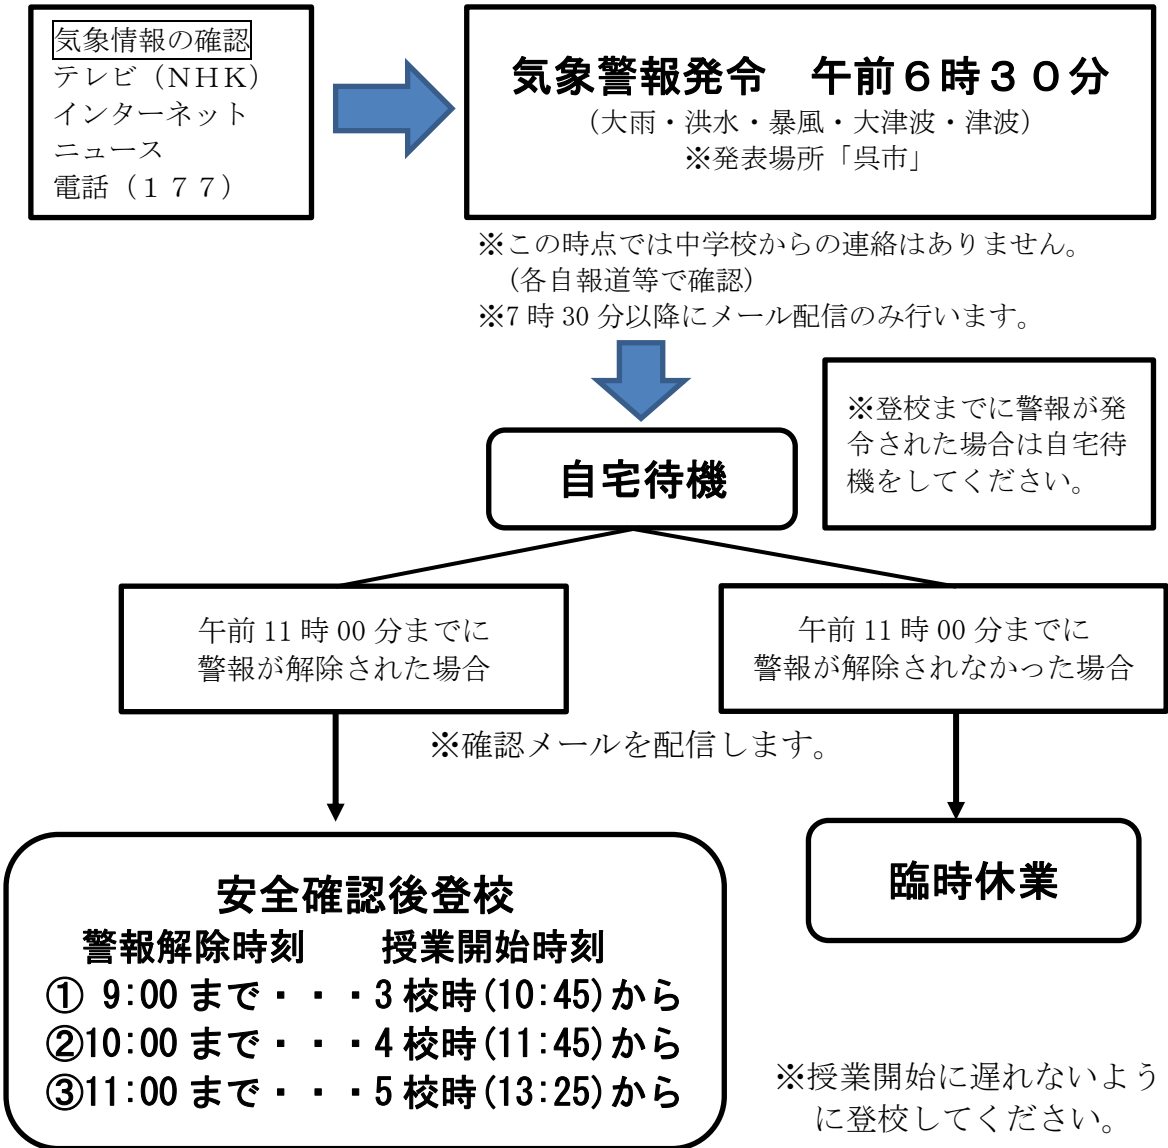 気象情報の確認
テレビ（ＮＨＫ）
インターネット
ニュース
電話（１７７）
気象警報発令　午前６時３０分
（大雨・洪水・暴風・大津波・津波）
※発表場所「呉市」
※この時点では中学校からの連絡はありません。
（各自報道等で確認）
※7 時 30 分以降にメール配信のみ行います。
自宅待機
※登校までに警報が発
令された場合は自宅待
機をしてください。
午前 11 時 00 分までに
警報が解除された場合
午前 11 時 00 分までに
警報が解除されなかった場合
※確認メールを配信します。
安全確認後登校
警報解除時刻　　授業開始時刻
① 9:00 まで・・・3 校時(10:45)から
②10:00 まで・・・4 校時(11:45)から
③11:00 まで・・・5 校時(13:25)から
臨時休業
※授業開始に遅れないよう
に登校してください。